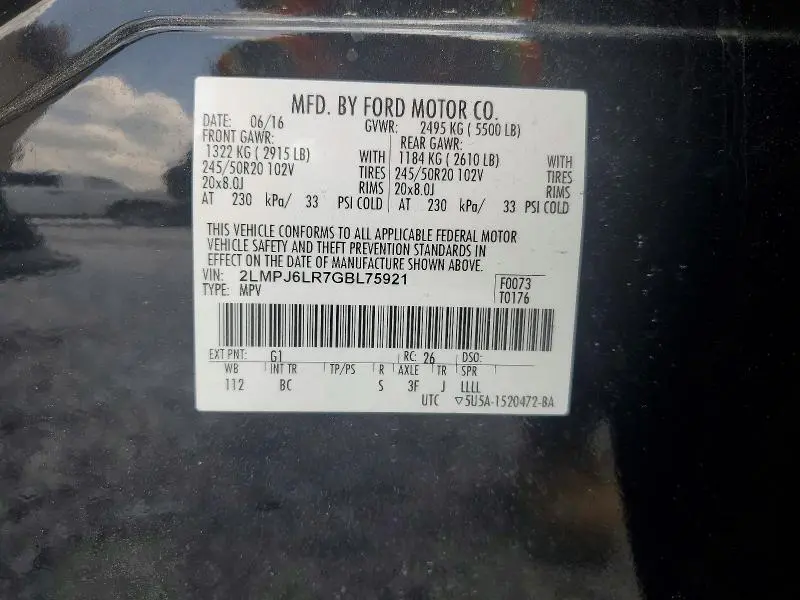 MFD. BY FORD MOTOR CO.
DATE: 06/16 GVWR: 2495 KG ( 5500 LB)
FRONT GAWR: REAR GAWR:
1322 KG ( 2915 LB) WITH 1184 KG ( 2610 LB) WITH
245/50R20 102V TIRES 245/50R20 102V TIRES
20x8.0J RIMS 20x8.0J RIMS
AT 230 kPa/ 33 PSI COLD AT 230 kPa/ 33 PSI COLD
THIS VEHICLE CONFORMS TO ALL APPLICABLE FEDERAL MOTOR
VEHICLE SAFETY AND THEFT PREVENTION STANDARDS IN
EFFECT ON THE DATE OF MANUFACTURE SHOWN ABOVE.
VIN: 2LMPJ6LR7GBL75921 F0073
TYPE: MPV T0176
EXT PNT: G1 RC: 26 DSO:
WB INT TR TP/PS R AXLE TR SPR
112 BC S 3F J LLLL
UTC ▽5U5A-1520472-BA